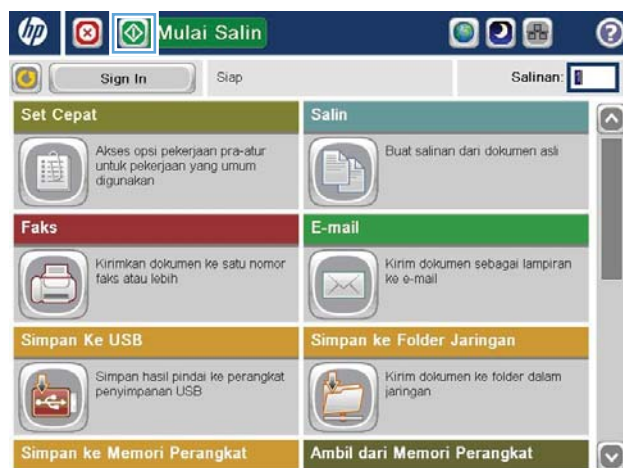 hp
Mulai Salin
?
Sign In
Siap
Salinan: 1
Set Cepat
Akses opsi pekerjaan pra-atur
untuk pekerjaan yang umum
digunakan
Salin
Buat salinan dari dokumen asli
Faks
Kirimkan dokumen ke satu nomor
faks atau lebih
E-mail
Kirim dokumen sebagai lampiran
ke e-mail
Simpan Ke USB
Simpan hasil pindai ke perangkat
penyimpanan USB
Simpan ke Folder Jaringan
Kirim dokumen ke folder dalam
jaringan
Simpan ke Memori Perangkat
Ambil dari Memori Perangkat